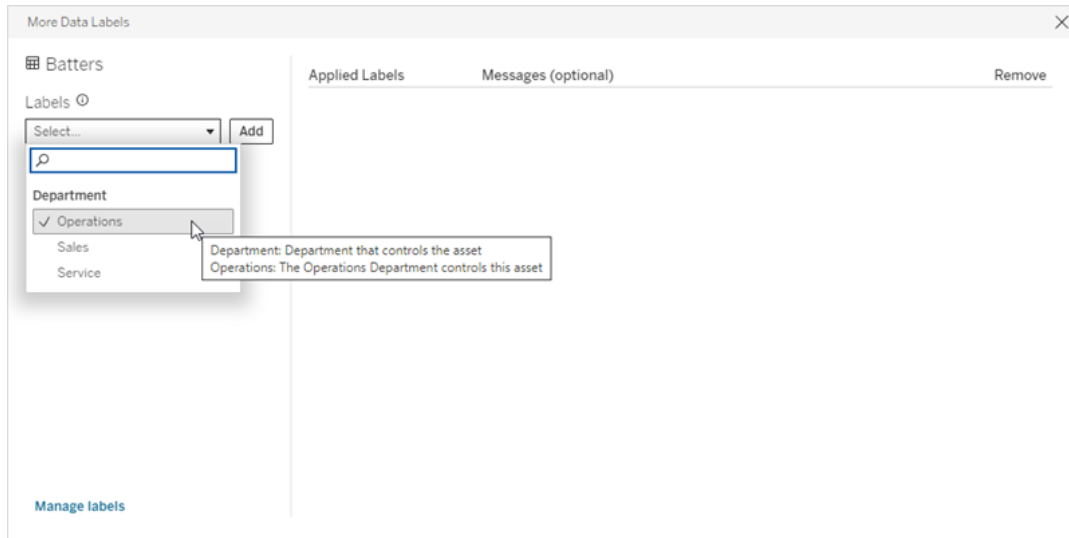 More Data Labels
Batters
Labels
Select...
Add
Department
Operations
Sales
Service
Department: Department that controls the asset
Operations: The Operations Department controls this asset
Manage labels
Applied Labels Messages (optional) Remove